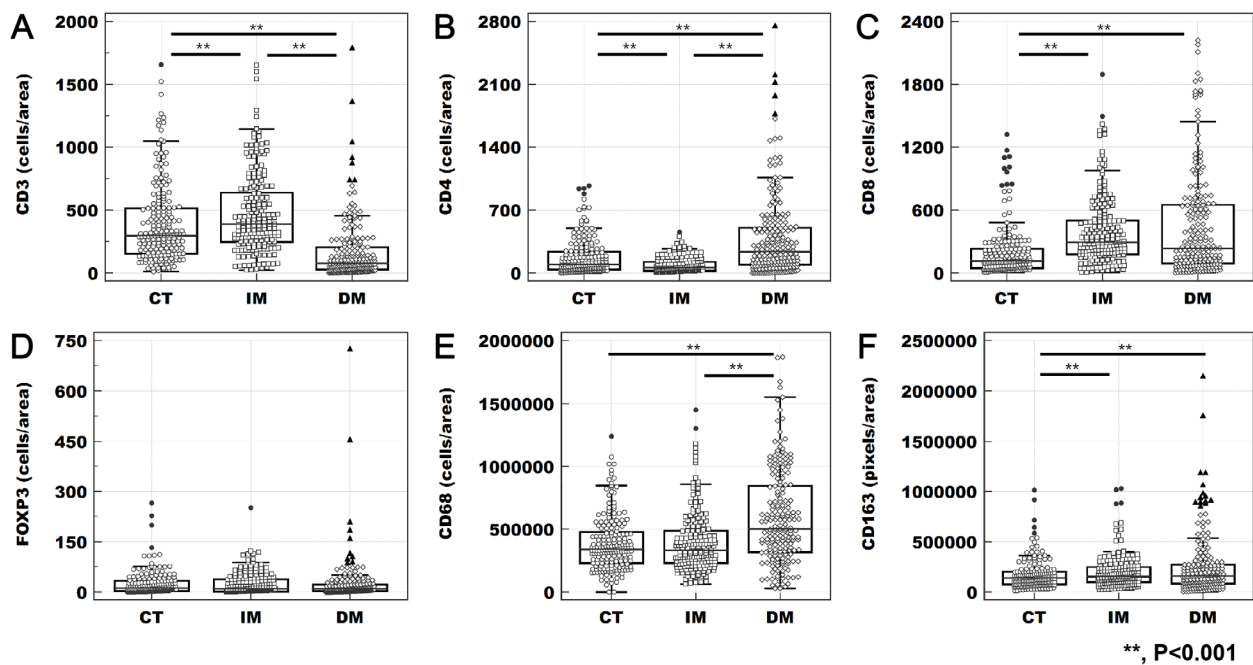 A
CD3 (cells/area)
2000
1500
1000
500
0
**
**
**
CT IM DM
B
CD4 (cells/area)
2800
2100
1400
700
0
**
**
**
CT IM DM
C
CD8 (cells/area)
2400
1800
1200
600
0
**
**
CT IM DM
D
FOXP3 (cells/area)
750
600
450
300
150
0
CT IM DM
E
CD68 (cells/area)
2000000
1500000
1000000
500000
0
**
**
CT IM DM
F
CD163 (pixels/area)
2500000
2000000
1500000
1000000
500000
0
**
**
CT IM DM
**, P<0.001